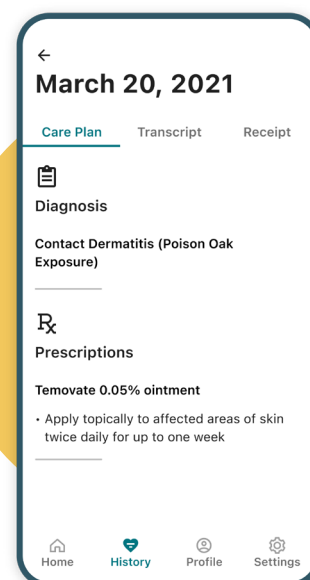 March 20, 2021
Care Plan Transcript Receipt
Diagnosis
Contact Dermatitis (Poison Oak
Exposure)
Rx
Prescriptions
Temovate 0.05% ointment
• Apply topically to affected areas of skin
twice daily for up to one week
Home History Profile Settings